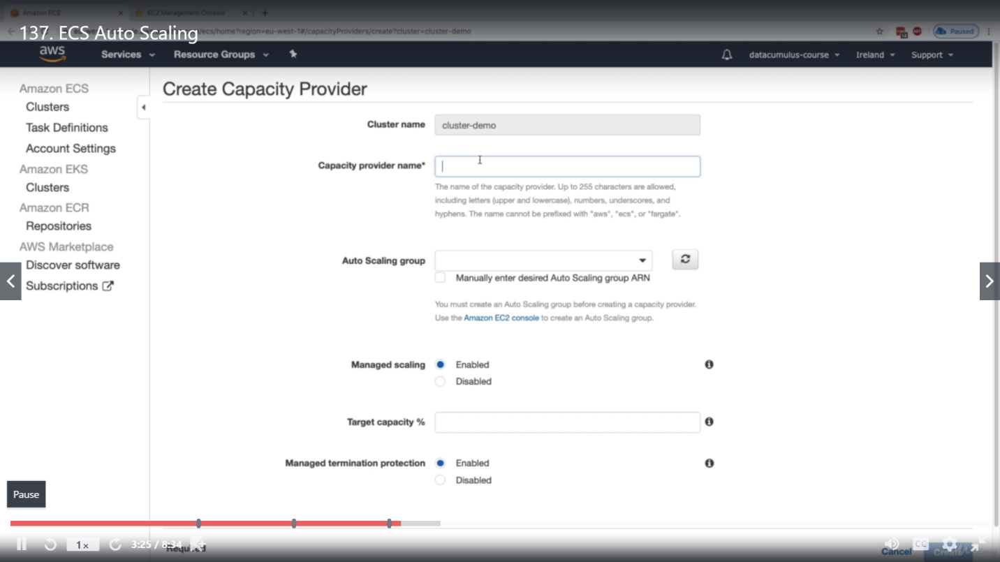 Amazon ECS
EC2 Management Console
137. ECS Auto Scaling
/ecs/home?region=eu-west-1#/capacityProviders/create?cluster=cluster-demo
Paused
aws
Services
Resource Groups
datacumulus-course
Ireland
Support
Amazon ECS
Clusters
Task Definitions
Account Settings
Amazon EKS
Clusters
Amazon ECR
Repositories
AWS Marketplace
Discover software
Subscriptions
Create Capacity Provider
Cluster name
cluster-demo
Capacity provider name*
The name of the capacity provider. Up to 255 characters are allowed,
including letters (upper and lowercase), numbers, underscores, and
hyphens. The name cannot be prefixed with "aws", "ecs", or "fargate".
Auto Scaling group
Manually enter desired Auto Scaling group ARN
You must create an Auto Scaling group before creating a capacity provider.
Use the Amazon EC2 console to create an Auto Scaling group.
Managed scaling
Enabled
Disabled
Target capacity %
Managed termination protection
Enabled
Disabled
Pause
1x
3:25 / 8:34
Required
CC
Cancel